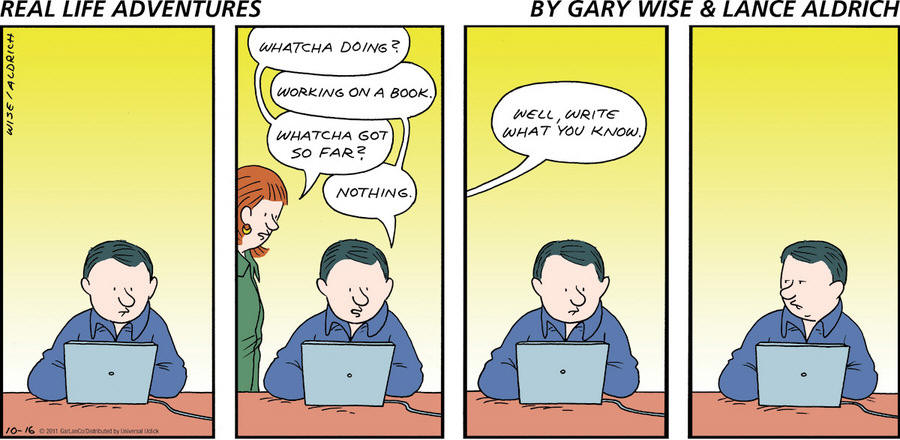 REAL LIFE ADVENTURES
BY GARY WISE & LANCE ALDRICH
WISE/ALDRICH
10-16 © 2011 GarLanCo/Distributed by Universal Uclick
WHATCHA DOING?
WORKING ON A BOOK.
WHATCHA GOT
SO FAR?
NOTHING.
WELL, WRITE
WHAT YOU KNOW.